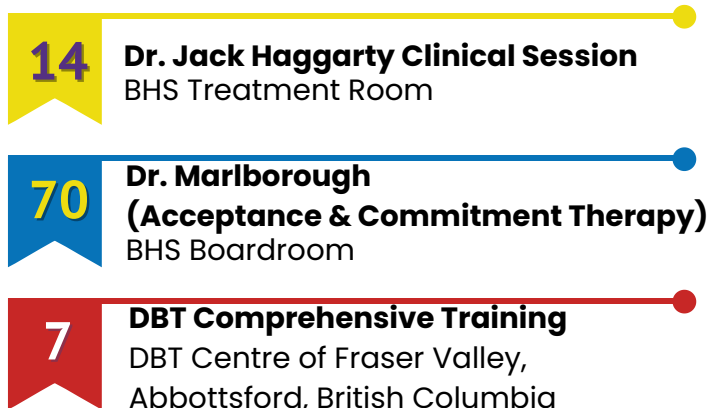 14
Dr. Jack Haggarty Clinical Session
BHS Treatment Room
70
Dr. Marlborough
(Acceptance & Commitment Therapy)
BHS Boardroom
7
DBT Comprehensive Training
DBT Centre of Fraser Valley,
Abbottsford, British Columbia